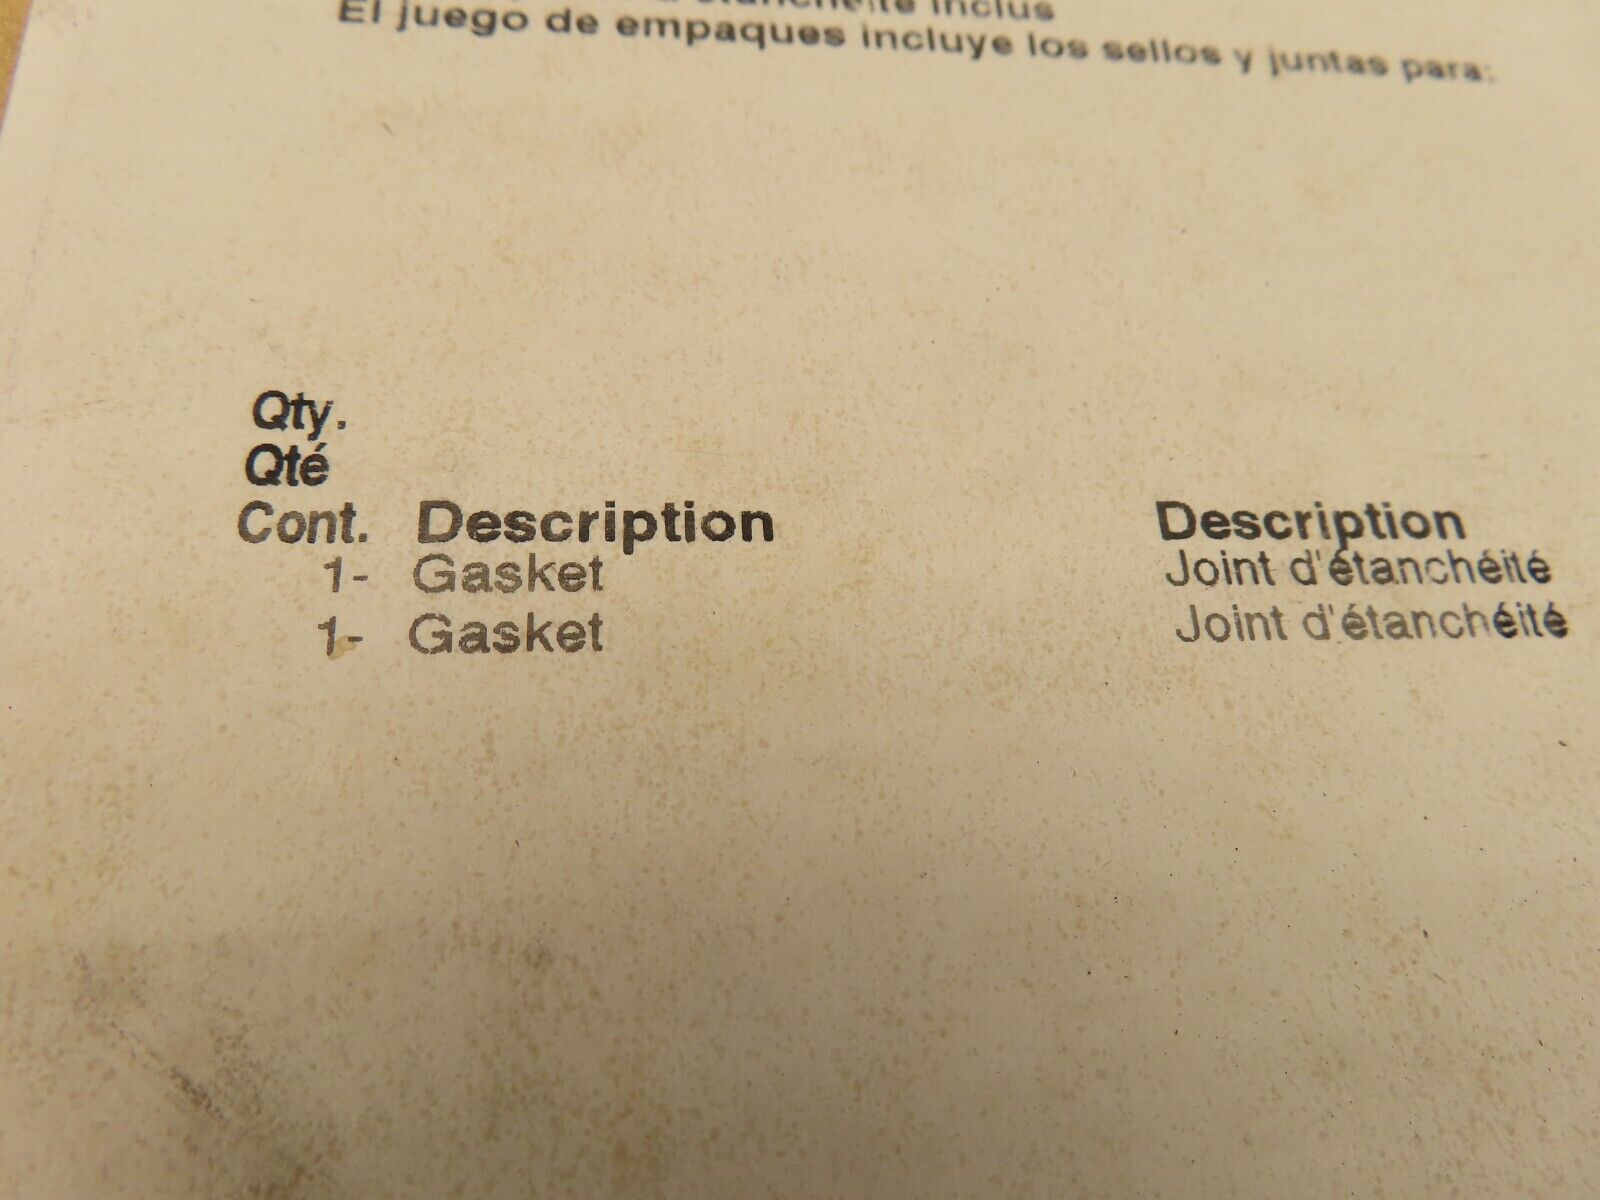 inclus
El juego de empaques incluye los sellos y juntas para:
Qty.
Qté
Cont. Description Description
1- Gasket Joint d'étanchéité
1- Gasket Joint d'étanchéité